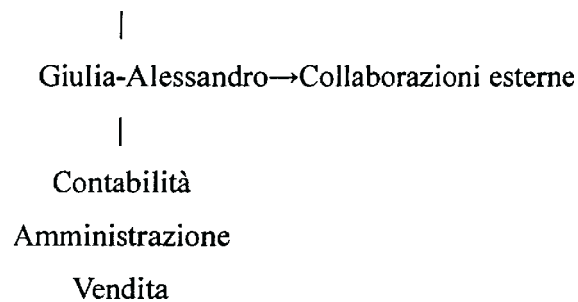 |
Giulia-Alessandro→Collaborazioni esterne
|
Contabilità
Amministrazione
Vendita